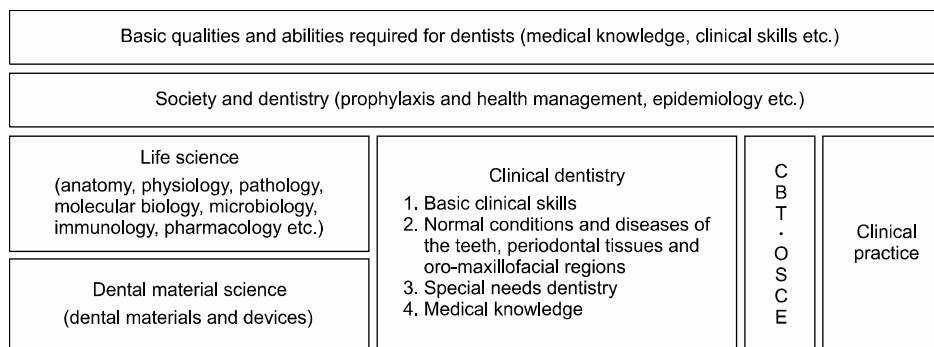 Basic qualities and abilities required for dentists (medical knowledge, clinical skills etc.)
Society and dentistry (prophylaxis and health management, epidemiology etc.)
Life science
(anatomy, physiology, pathology,
molecular biology, microbiology,
immunology, pharmacology etc.)
Dental material science
(dental materials and devices)
Clinical dentistry
1. Basic clinical skills
2. Normal conditions and diseases of
the teeth, periodontal tissues and
oro-maxillofacial regions
3. Special needs dentistry
4. Medical knowledge
CBT・OSCE
Clinical
practice